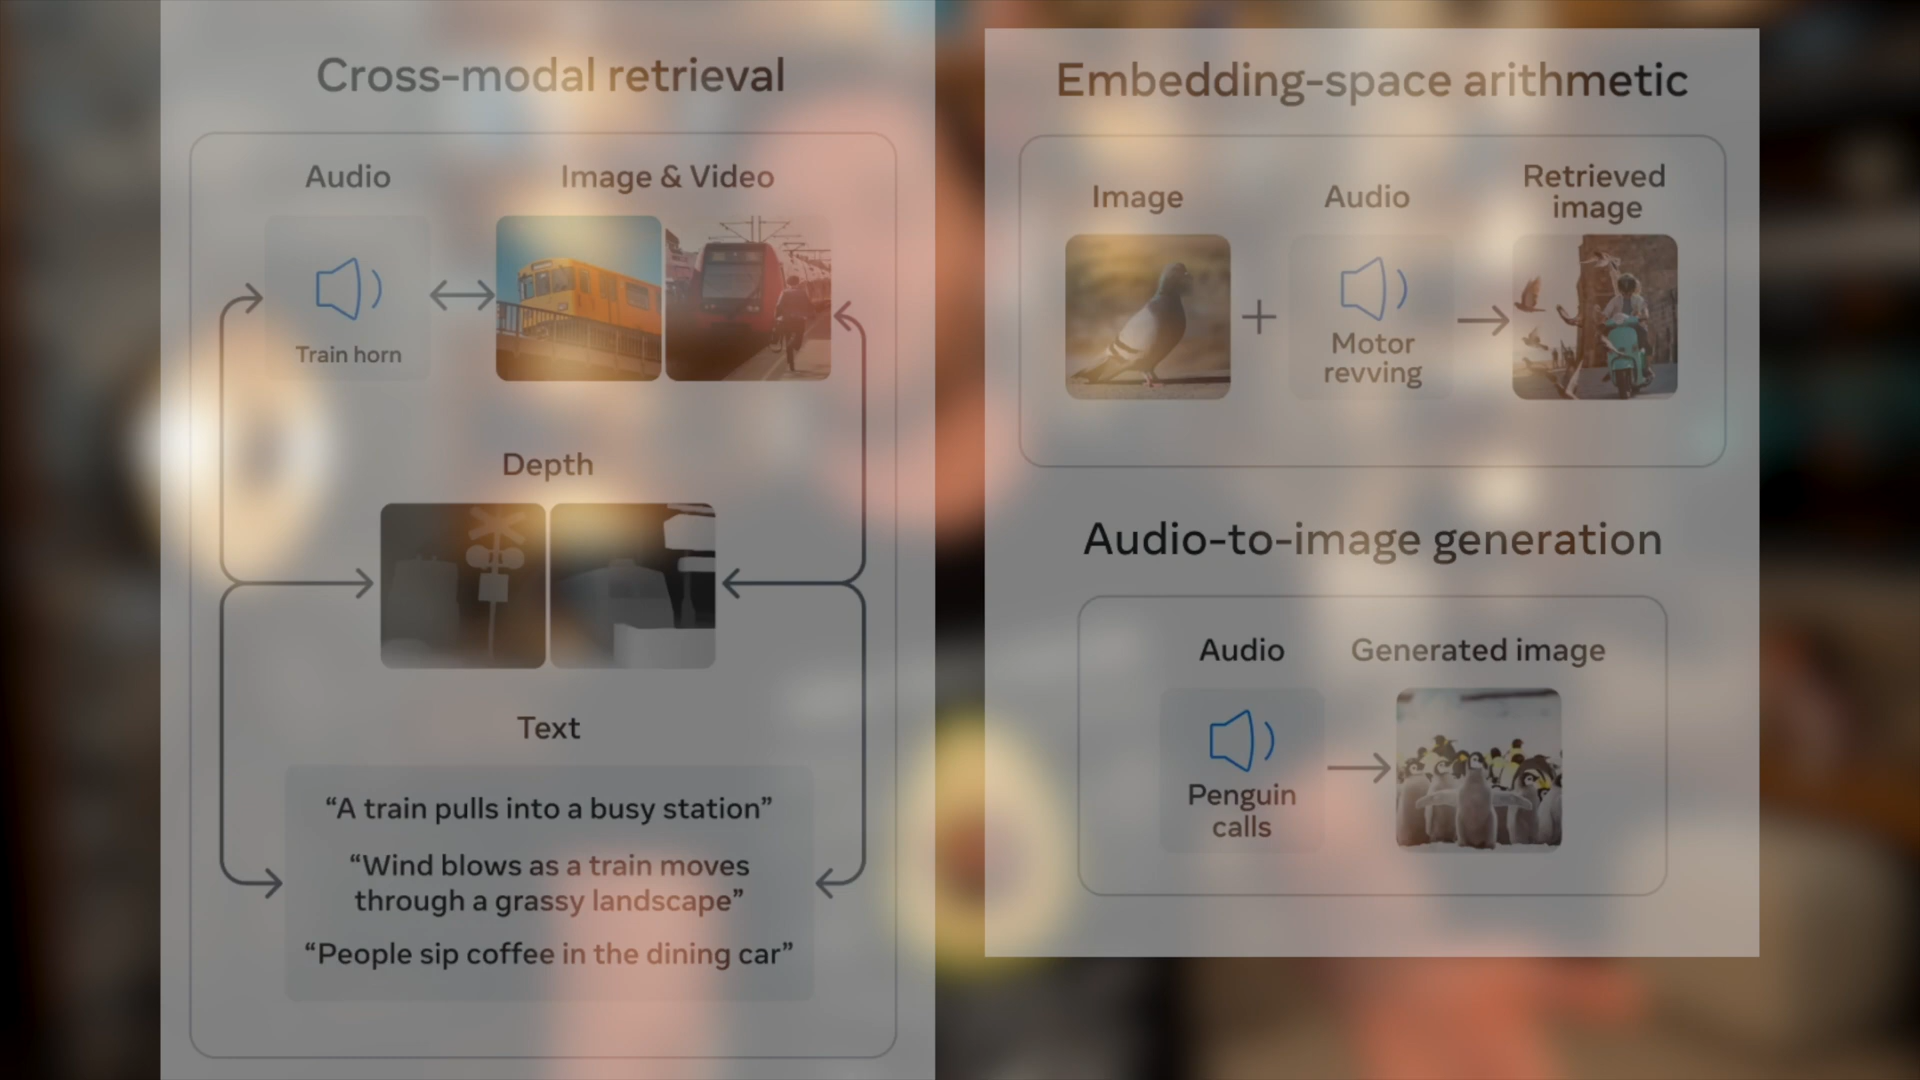 Cross-modal retrieval
Audio
Image & Video
Train horn
Depth
Text
“A train pulls into a busy station”
“Wind blows as a train moves
through a grassy landscape”
“People sip coffee in the dining car”
Embedding-space arithmetic
Image
Audio
Retrieved
image
+
Motor
revving
Audio-to-image generation
Audio
Generated image
Penguin
calls